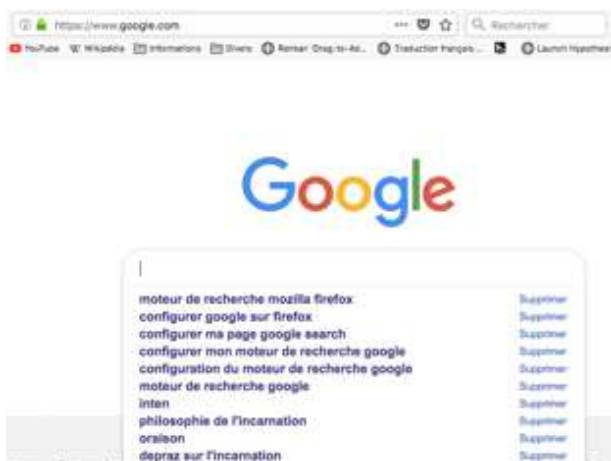 https://www.google.com
Rechercher
YouTube Wikipédia Informations Divers Traduction français
Google
moteur de recherche mozilla firefox Supprimer
configurer google sur firefox Supprimer
configurer ma page google search Supprimer
configurer mon moteur de recherche google Supprimer
configuration du moteur de recherche google Supprimer
moteur de recherche google Supprimer
inten Supprimer
philosophie de l'incarnation Supprimer
oraison Supprimer
depraz sur l'incarnation Supprimer